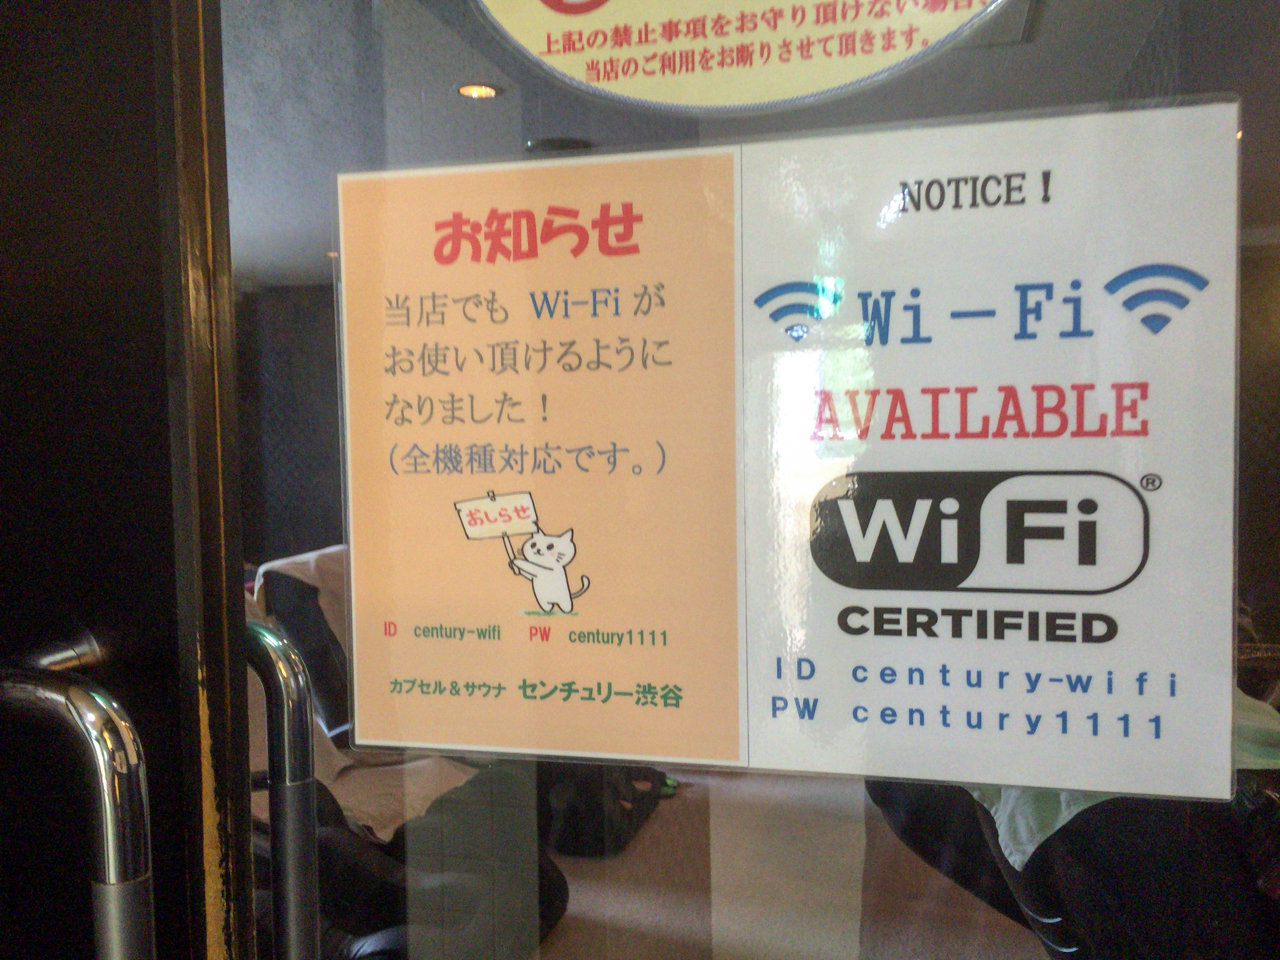 上記の禁止事項をお守り頂けない場合、
当店のご利用をお断りさせて頂きます。
お知らせ
当店でも Wi-Fi が
お使い頂けるように
なりました！
（全機種対応です。）
おしらせ
ID century-wifi PW century1111
カプセル＆サウナ センチュリー渋谷
NOTICE！
Wi-Fi
AVAILABLE
Wi Fi ®
CERTIFIED
ID century-wifi
PW century1111